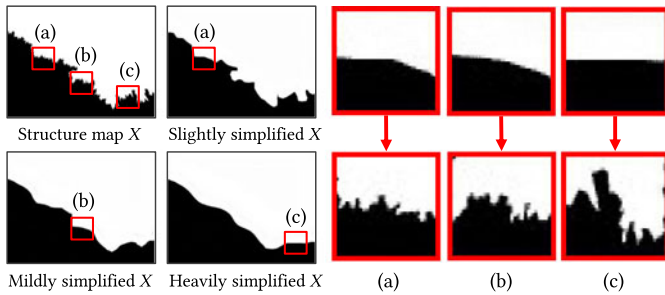 (a)
(b)
(c)
Structure map X
(a)
Slightly simplified X
(b)
Mildly simplified X
(c)
Heavily simplified X
(a)
(b)
(c)